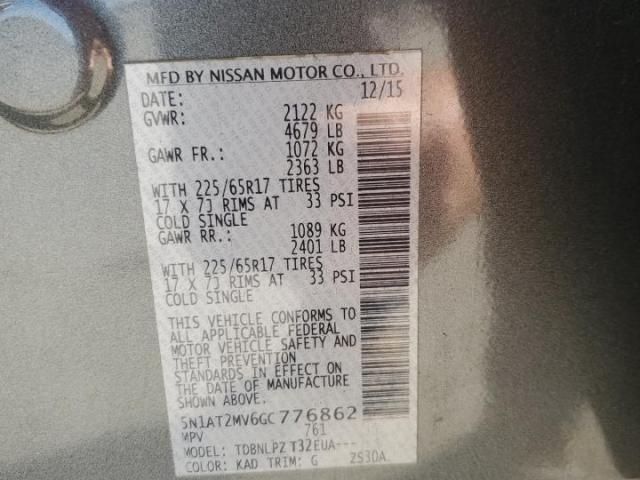 MFD BY NISSAN MOTOR CO., LTD.
DATE: 12/15
GVWR: 2122 KG
4679 LB
GAWR FR.: 1072 KG
2363 LB
WITH 225/65R17 TIRES
17 X 7J RIMS AT 33 PSI
COLD SINGLE
GAWR RR.: 1089 KG
2401 LB
WITH 225/65R17 TIRES
17 X 7J RIMS AT 33 PSI
COLD SINGLE
THIS VEHICLE CONFORMS TO
ALL APPLICABLE FEDERAL
MOTOR VEHICLE SAFETY AND
THEFT PREVENTION
STANDARDS IN EFFECT ON
THE DATE OF MANUFACTURE
SHOWN ABOVE.
5N1AT2MV6GC776862
MPV 761
MODEL: TDBNLPZ T32EUA---
COLOR: KAD TRIM: G 2S30A